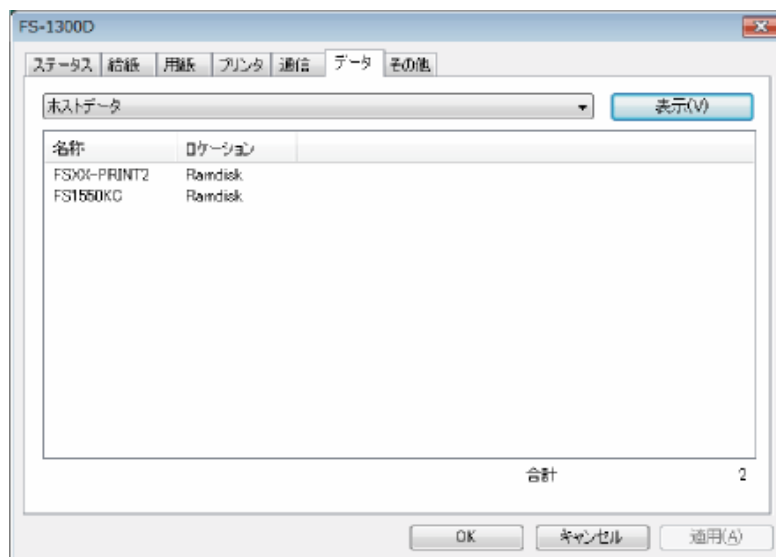 FS-1300D
ステータス 給紙 用紙 プリンタ 通信 データ その他
ホストデータ 表示(V)
名称 ロケーション
FSXX-PRINT2 Ramdisk
FS1550KC Ramdisk
合計 2
OK キャンセル 適用(A)